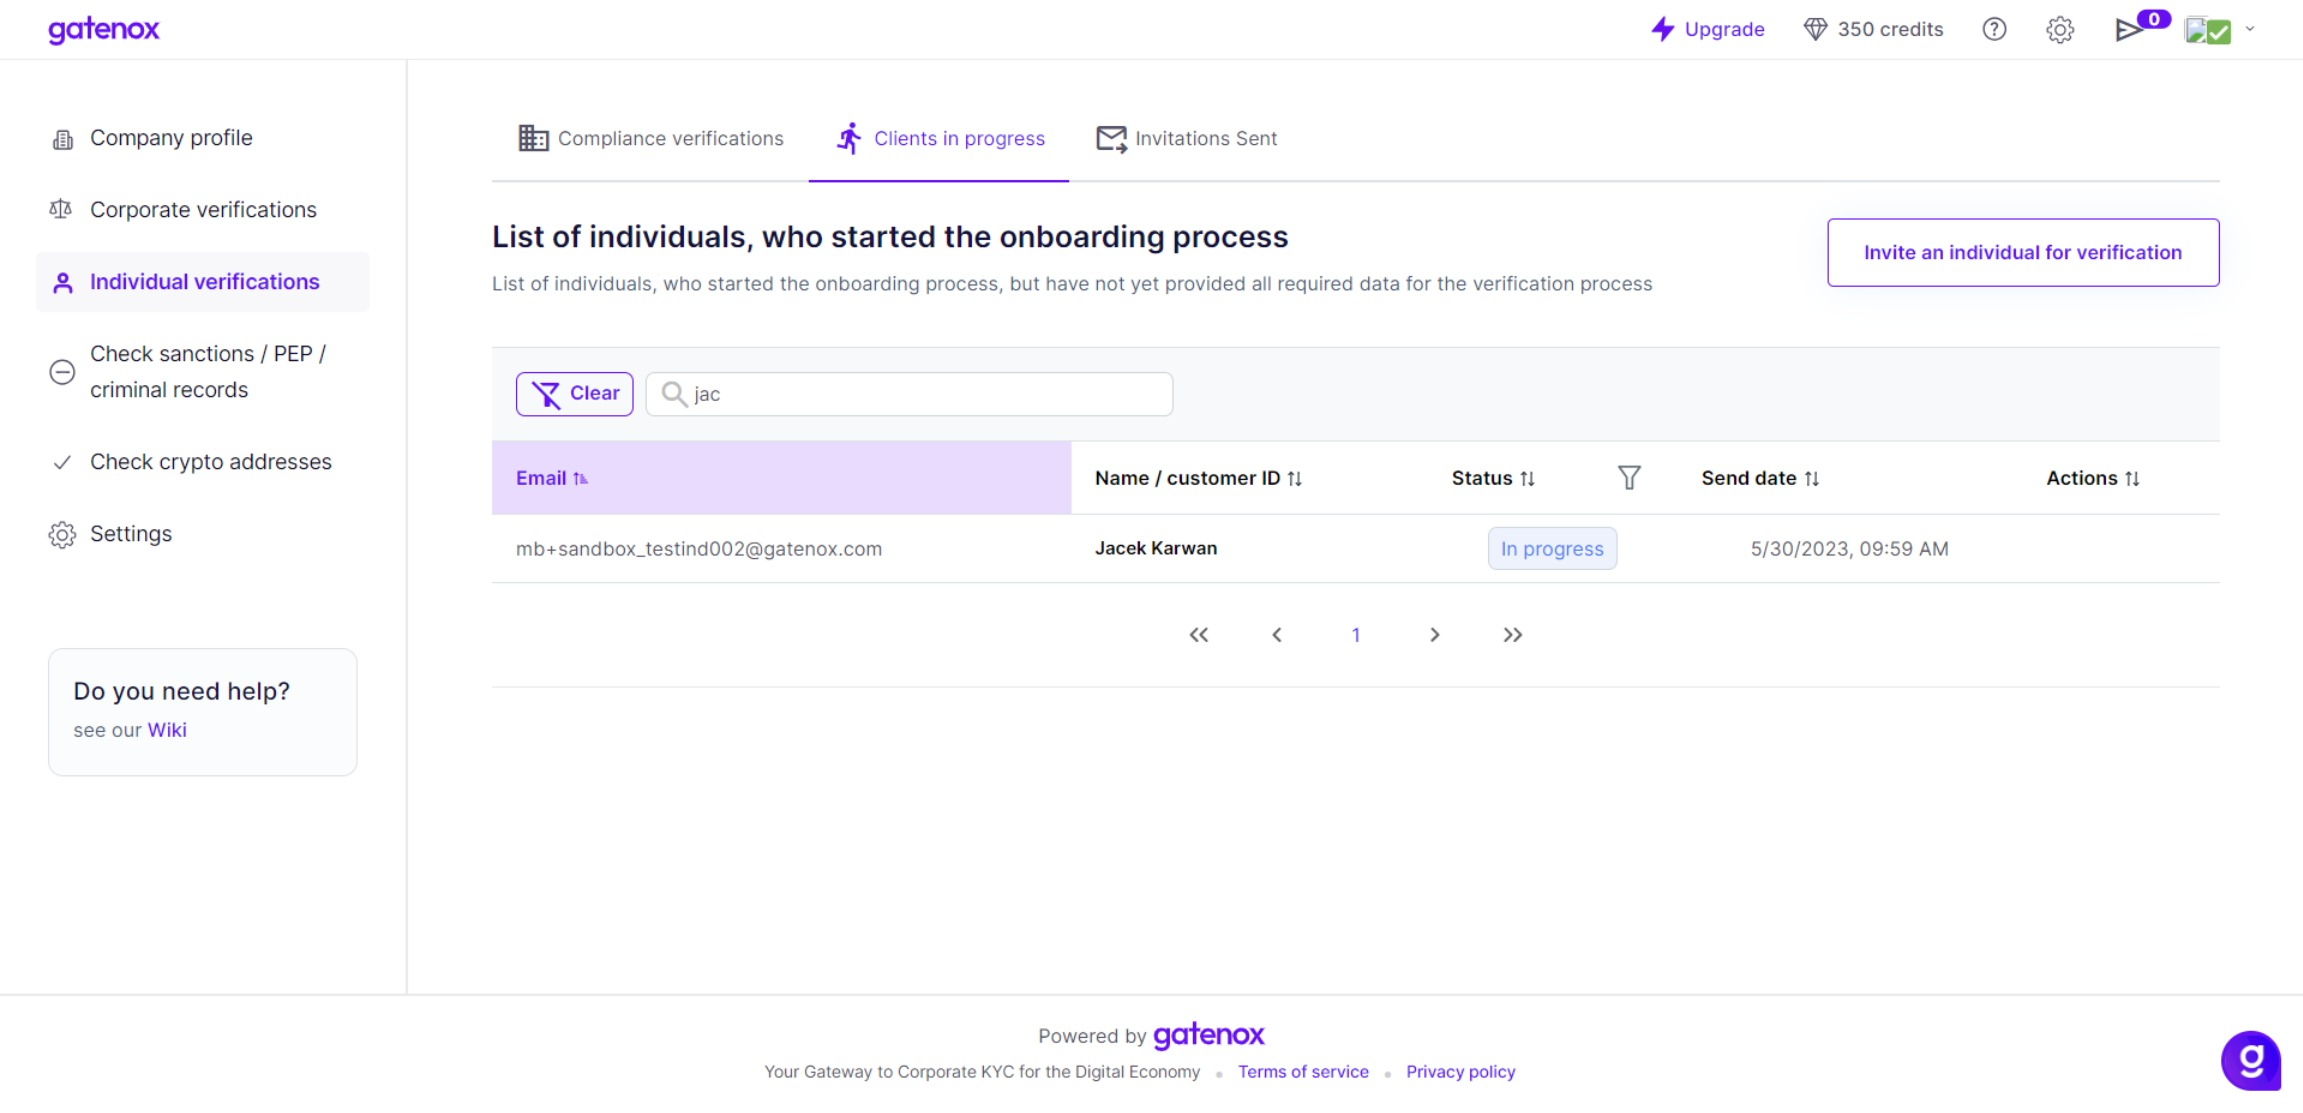 gatenox
Upgrade
350 credits
0
Company profile
Corporate verifications
Individual verifications
Check sanctions / PEP /
criminal records
Check crypto addresses
Settings
Do you need help?
see our Wiki
Compliance verifications
Clients in progress
Invitations Sent
List of individuals, who started the onboarding process
List of individuals, who started the onboarding process, but have not yet provided all required data for the verification process
Invite an individual for verification
Clear
jac
Email
Name / customer ID
Status
Send date
Actions
mb+sandbox_testind002@gatenox.com
Jacek Karwan
In progress
5/30/2023, 09:59 AM
1
Powered by gatenox
Your Gateway to Corporate KYC for the Digital Economy
Terms of service
Privacy policy
g